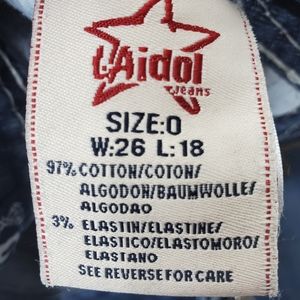 L'Aidol
Jeans
SIZE:0
W:26 L:18
97% COTTON/COTON/
ALGODON/BAUMWOLLE/
ALGODAO
3% ELASTIN/ELASTINE/
ELASTICO/ELASTOMORO/
ELASTANO
SEE REVERSE FOR CARE